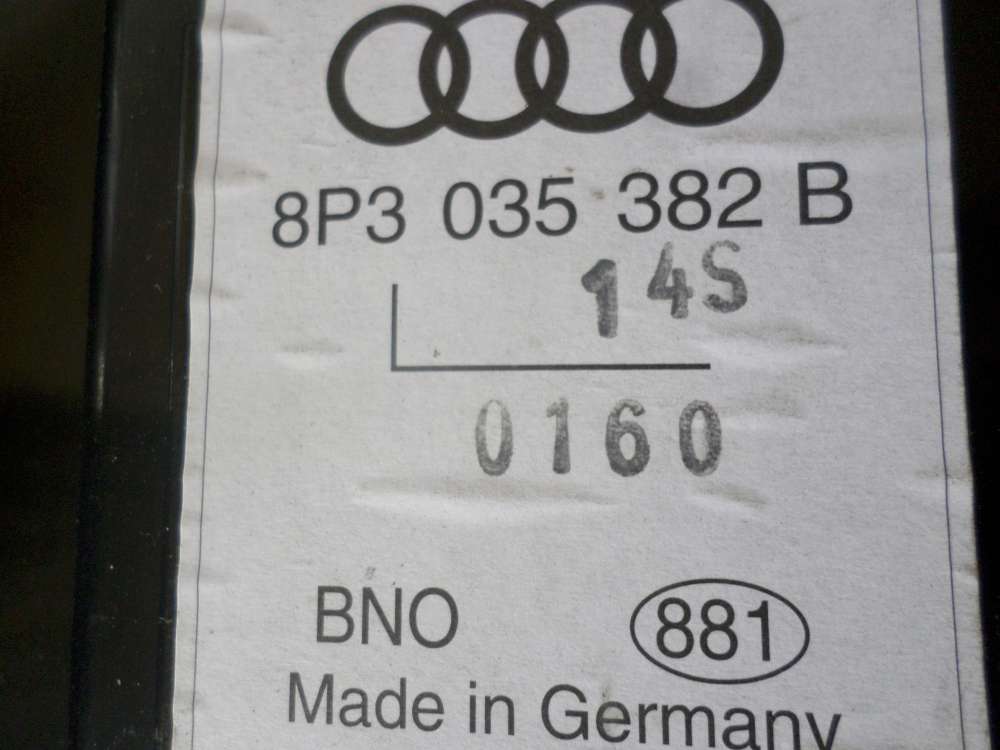 8P3 035 382 B
14S
0160
BNO 881
Made in Germany